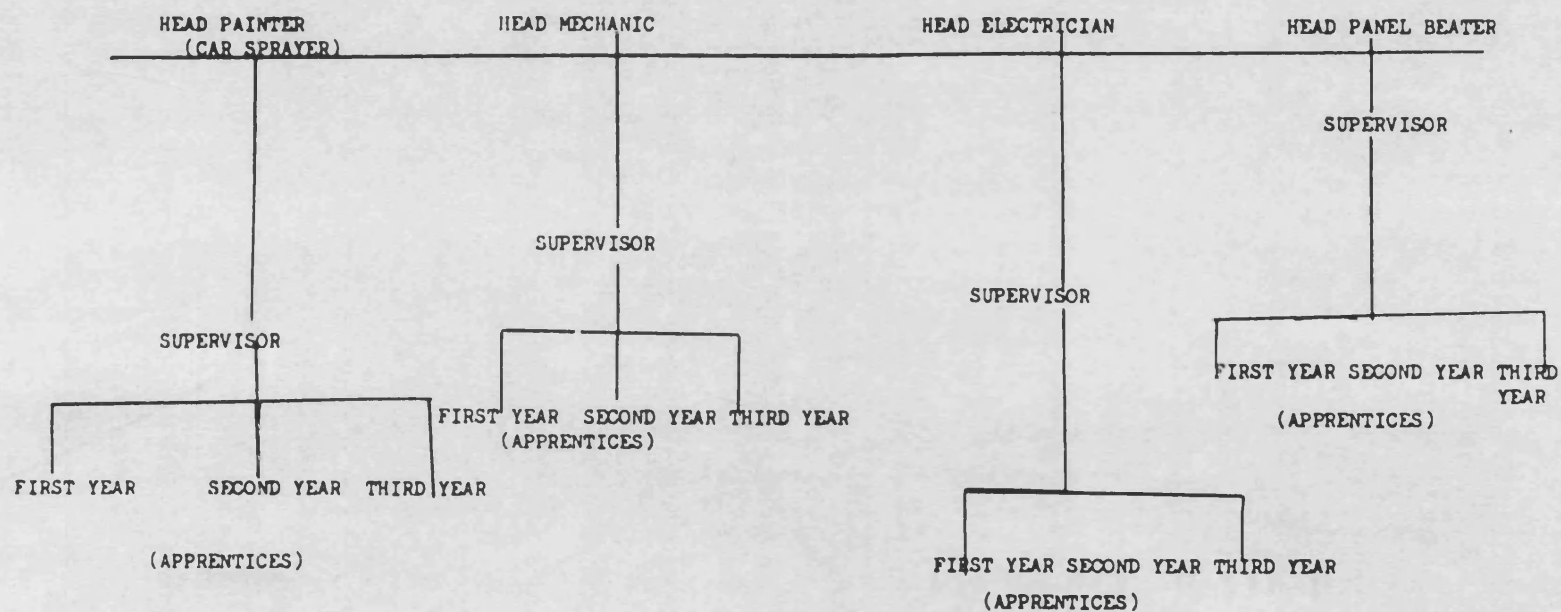 HEAD PAINTER
(CAR SPRAYER)
HEAD MECHANIC
HEAD ELECTRICIAN
HEAD PANEL BEATER
SUPERVISOR
SUPERVISOR
SUPERVISOR
SUPERVISOR
FIRST YEAR SECOND YEAR THIRD YEAR
(APPRENTICES)
FIRST YEAR SECOND YEAR THIRD YEAR
(APPRENTICES)
FIRST YEAR SECOND YEAR THIRD YEAR
(APPRENTICES)
FIRST YEAR SECOND YEAR THIRD
YEAR
(APPRENTICES)